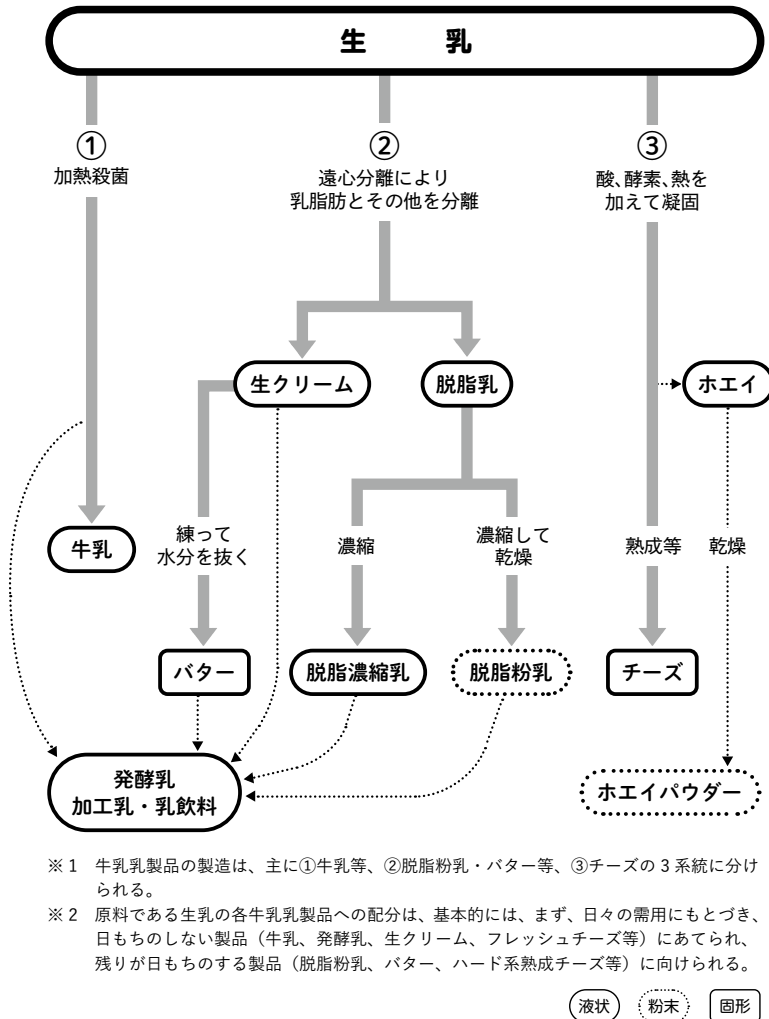 生乳
①
加熱殺菌
②
遠心分離により
乳脂肪とその他を分離
③
酸、酵素、熱を
加えて凝固
生クリーム
脱脂乳
ホエイ
牛乳
練って
水分を抜く
濃縮
濃縮して
乾燥
熟成等
乾燥
バター
脱脂濃縮乳
脱脂粉乳
チーズ
発酵乳
加工乳・乳飲料
ホエイパウダー
※1 牛乳乳製品の製造は、主に①牛乳等、②脱脂粉乳・バター等、③チーズの3系統に分け
られる。
※2 原料である生乳の各牛乳乳製品への配分は、基本的には、まず、日々の需用にもとづき、
日もちのしない製品（牛乳、発酵乳、生クリーム、フレッシュチーズ等）にあてられ、
残りが日もちのする製品（脱脂粉乳、バター、ハード系熟成チーズ等）に向けられる。
液状 粉末 固形